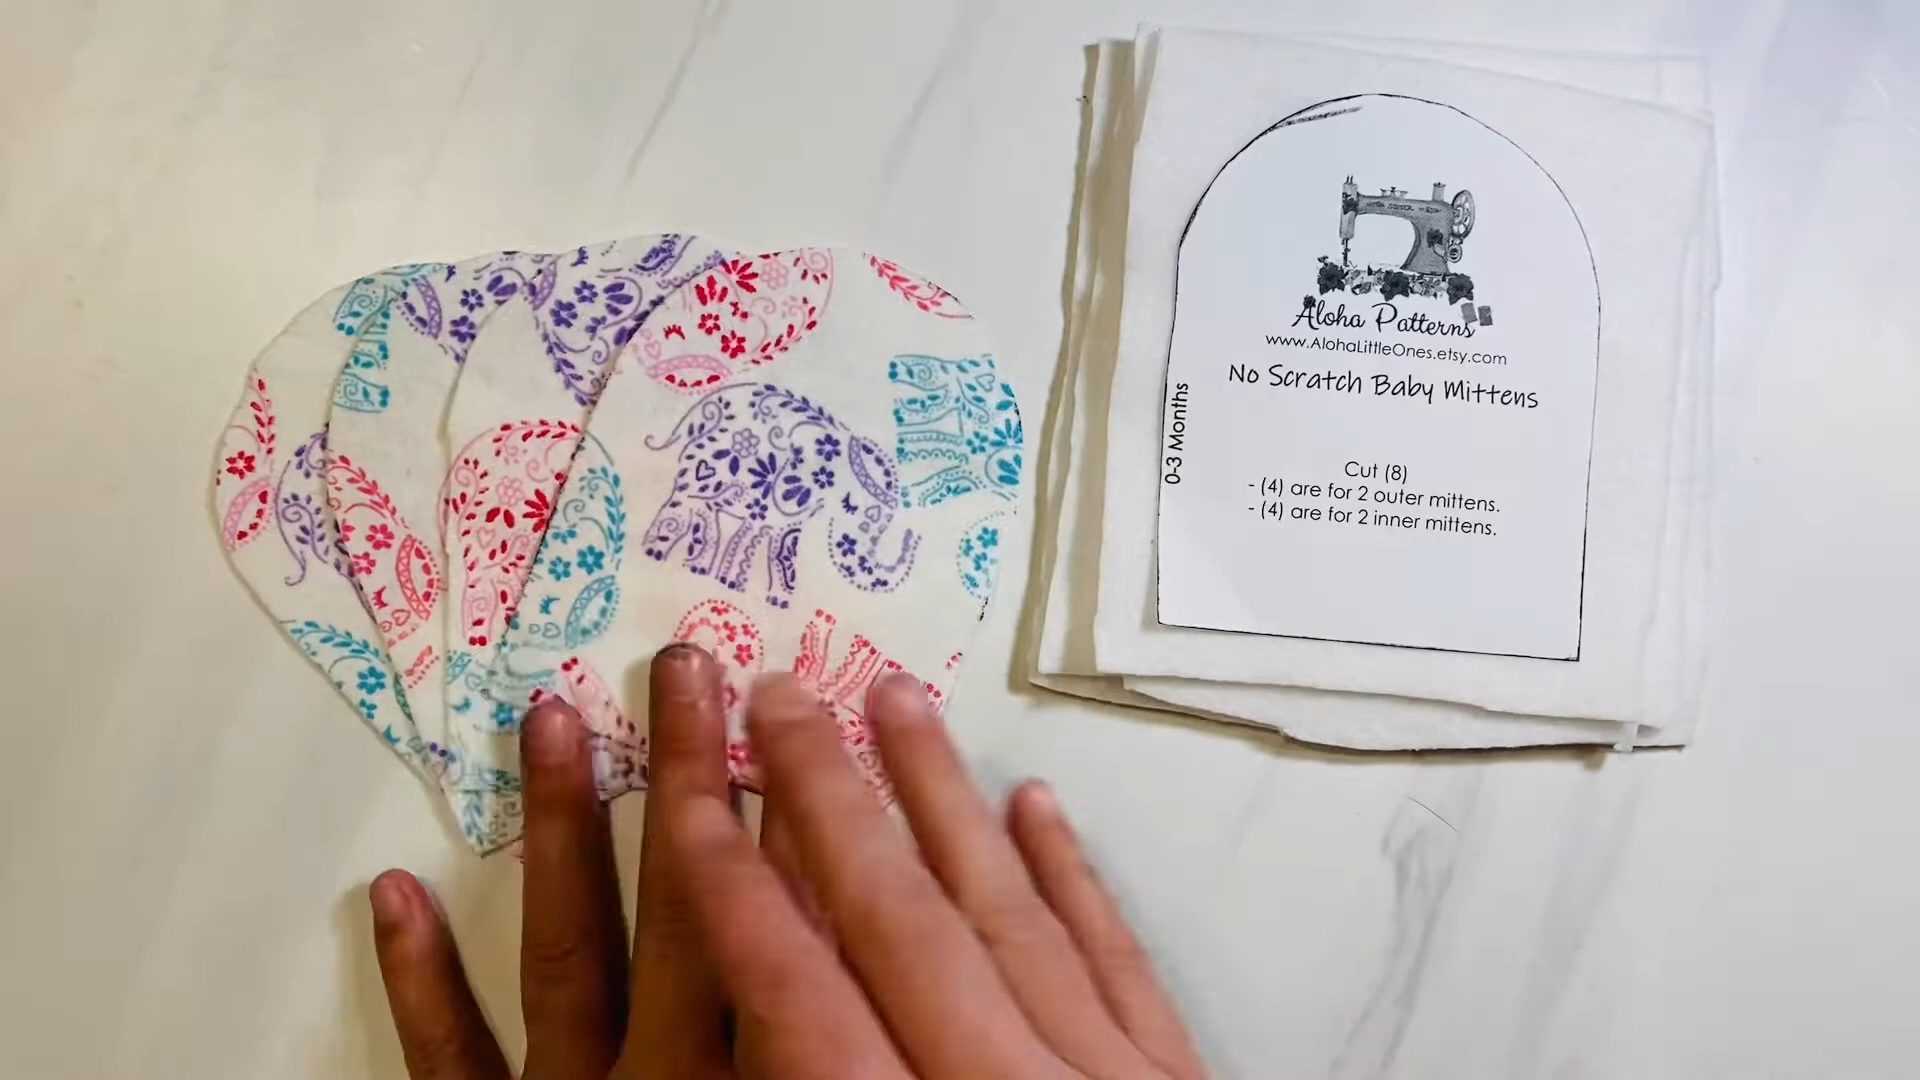 Aloha Patterns
www.AlohaLittleOnes.etsy.com
No Scratch Baby Mittens
0-3 Months
Cut (8)
- (4) are for 2 outer mittens.
- (4) are for 2 inner mittens.